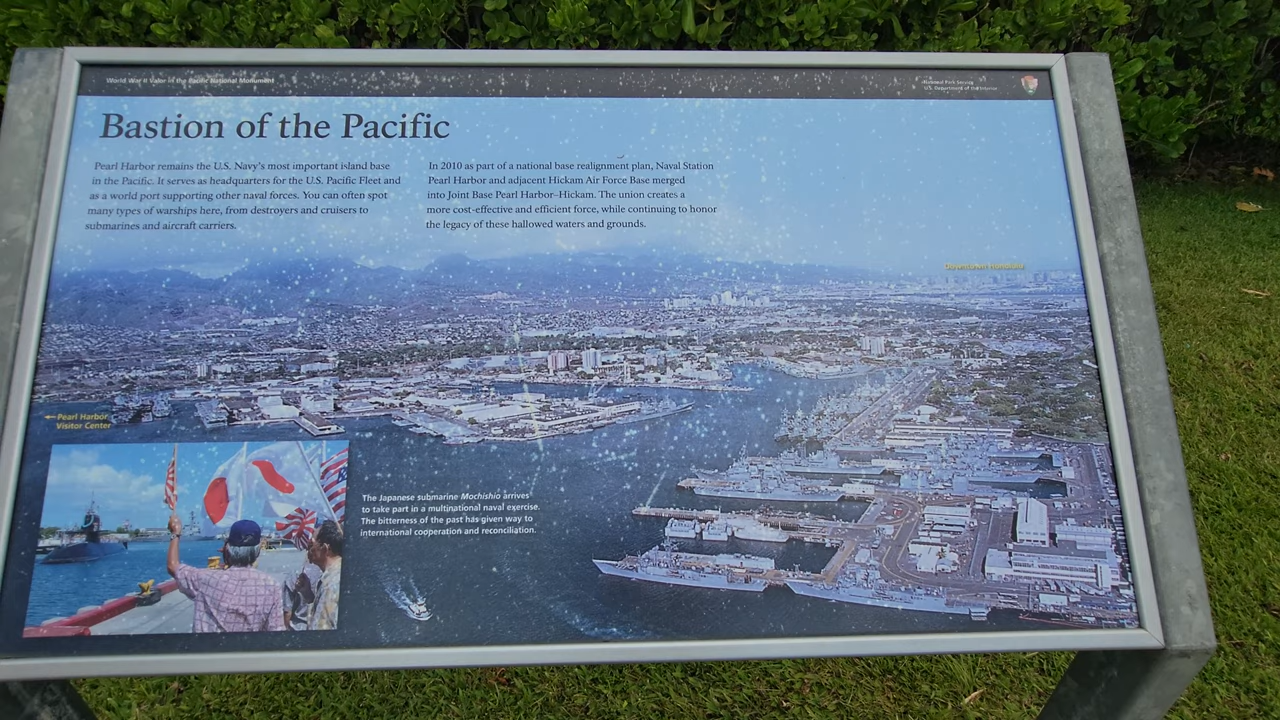 World War II Valor in the Pacific National Monument
National Park Service
U.S. Department of the Interior
Bastion of the Pacific
Pearl Harbor remains the U.S. Navy's most important island base
in the Pacific. It serves as headquarters for the U.S. Pacific Fleet and
as a world port supporting other naval forces. You can often spot
many types of warships here, from destroyers and cruisers to
submarines and aircraft carriers.
In 2010 as part of a national base realignment plan, Naval Station
Pearl Harbor and adjacent Hickam Air Force Base merged
into Joint Base Pearl Harbor–Hickam. The union creates a
more cost-effective and efficient force, while continuing to honor
the legacy of these hallowed waters and grounds.
Downtown Honolulu
←Pearl Harbor
Visitor Center
The Japanese submarine Mochishio arrives
to take part in a multinational naval exercise.
The bitterness of the past has given way to
international cooperation and reconciliation.